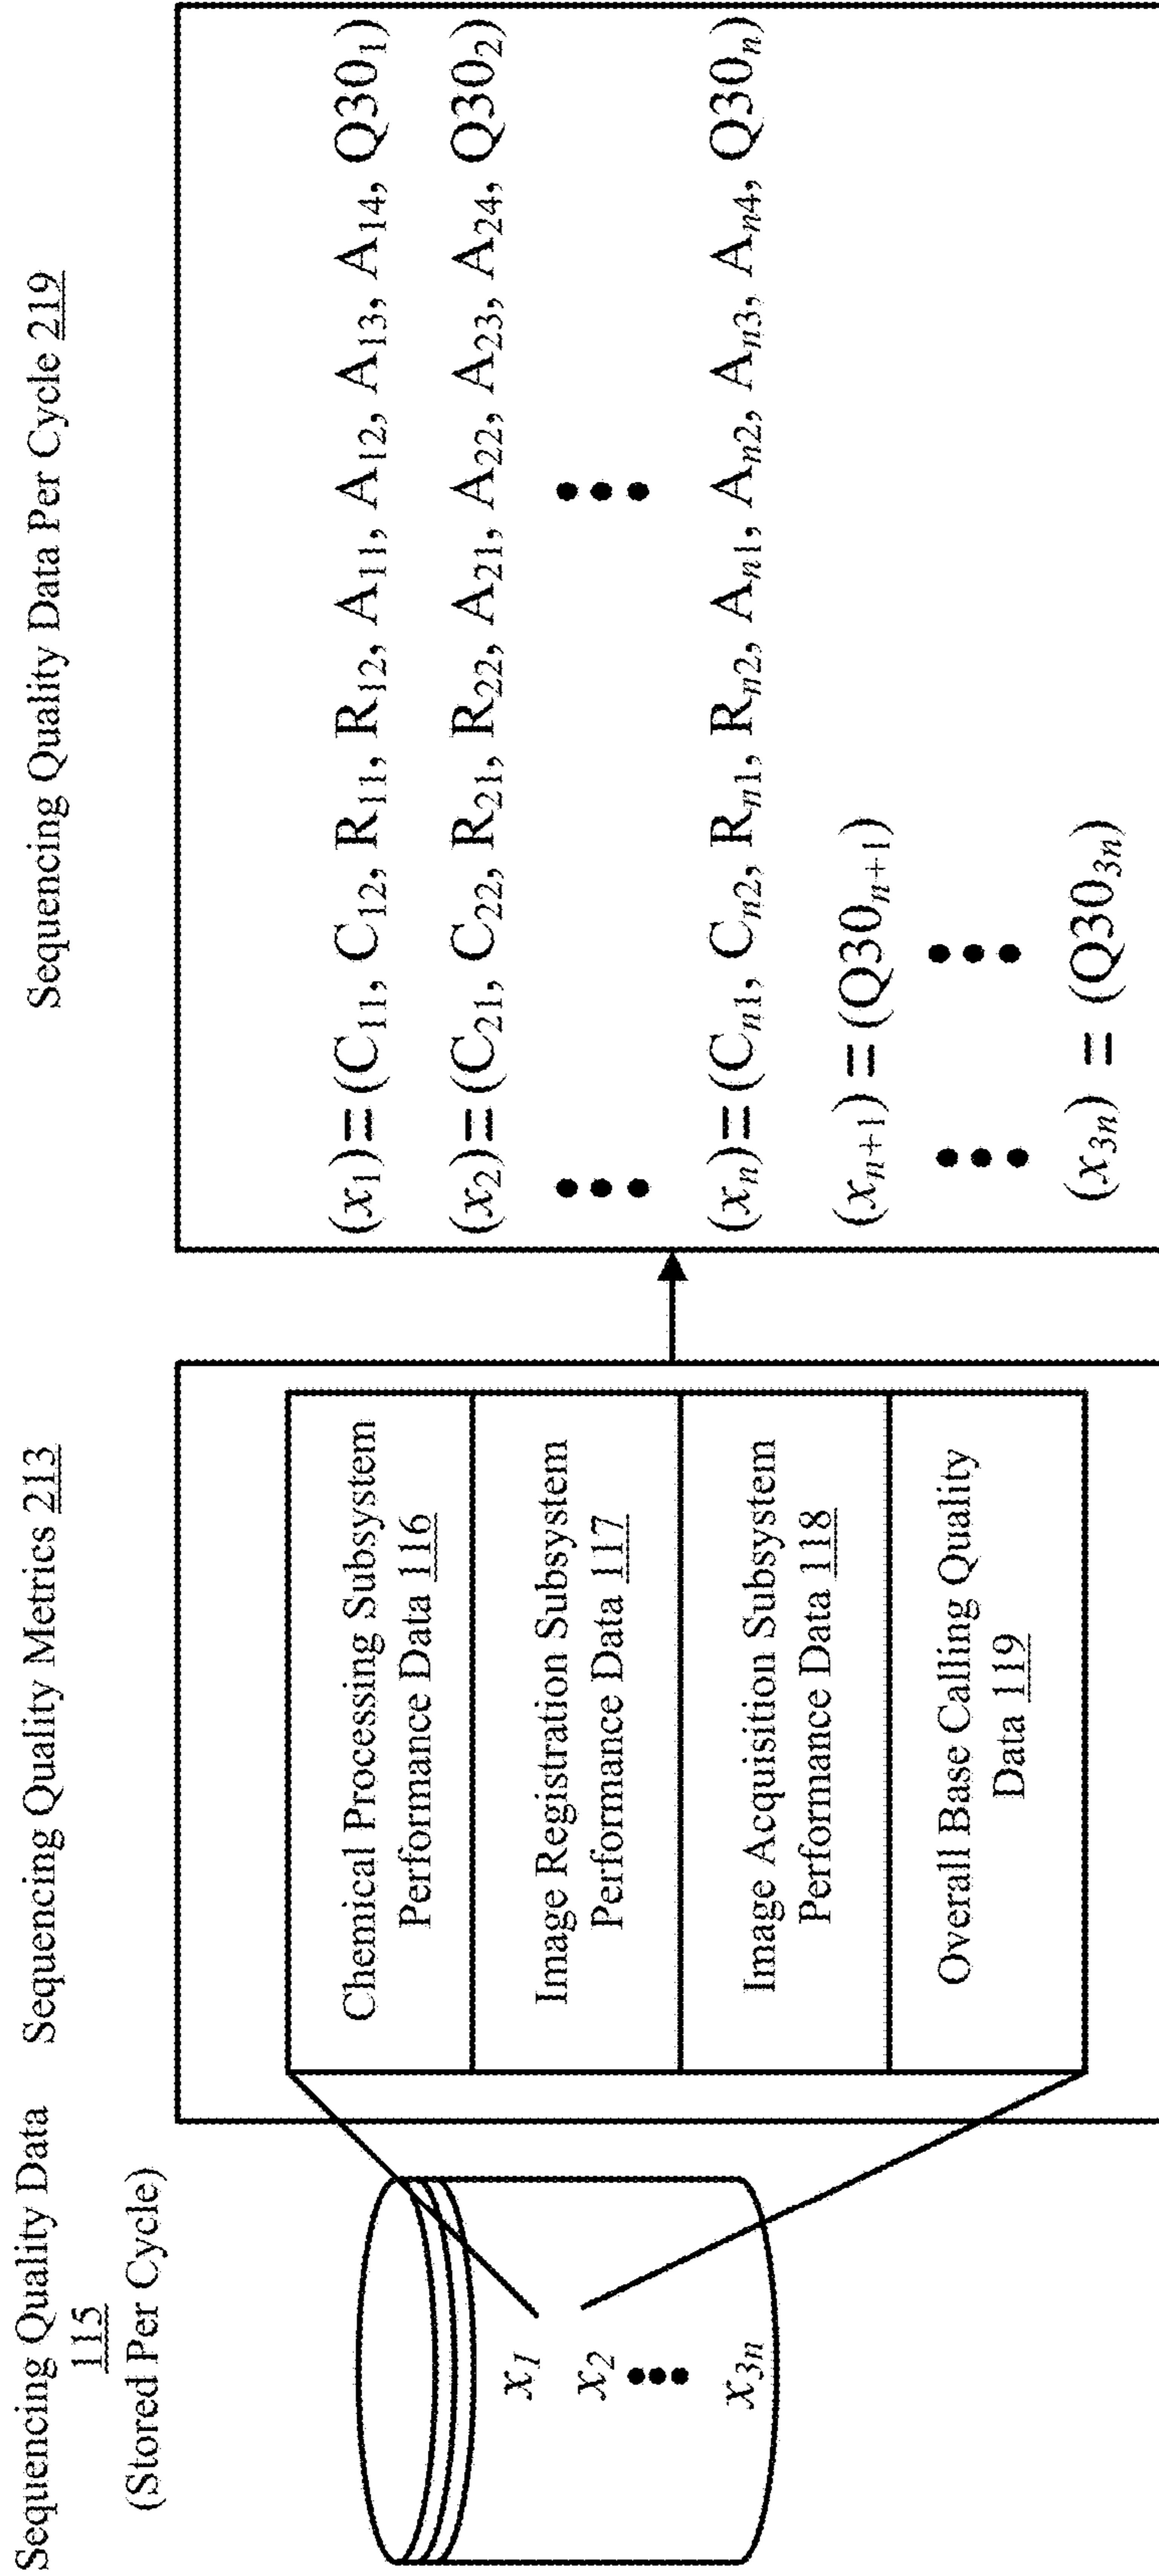 Sequencing Quality Data
115
(Stored Per Cycle)
x₁
x₂
•••
x₃ₙ
Sequencing Quality Metrics 213
Chemical Processing Subsystem
Performance Data 116
Image Registration Subsystem
Performance Data 117
Image Acquisition Subsystem
Performance Data 118
Overall Base Calling Quality
Data 119
Sequencing Quality Data Per Cycle 219
(x₁)=(C₁₁, C₁₂, R₁₁, R₁₂, A₁₁, A₁₂, A₁₃, A₁₄, Q30₁)
(x₂)=(C₂₁, C₂₂, R₂₁, R₂₂, A₂₁, A₂₂, A₂₃, A₂₄, Q30₂)
••• •••
(xₙ)=(Cₙ₁, Cₙ₂, Rₙ₁, Rₙ₂, Aₙ₁, Aₙ₂, Aₙ₃, Aₙ₄, Q30ₙ)
(xₙ₊₁) = (Q30ₙ₊₁)
••• •••
(x₃ₙ) = (Q30₃ₙ)